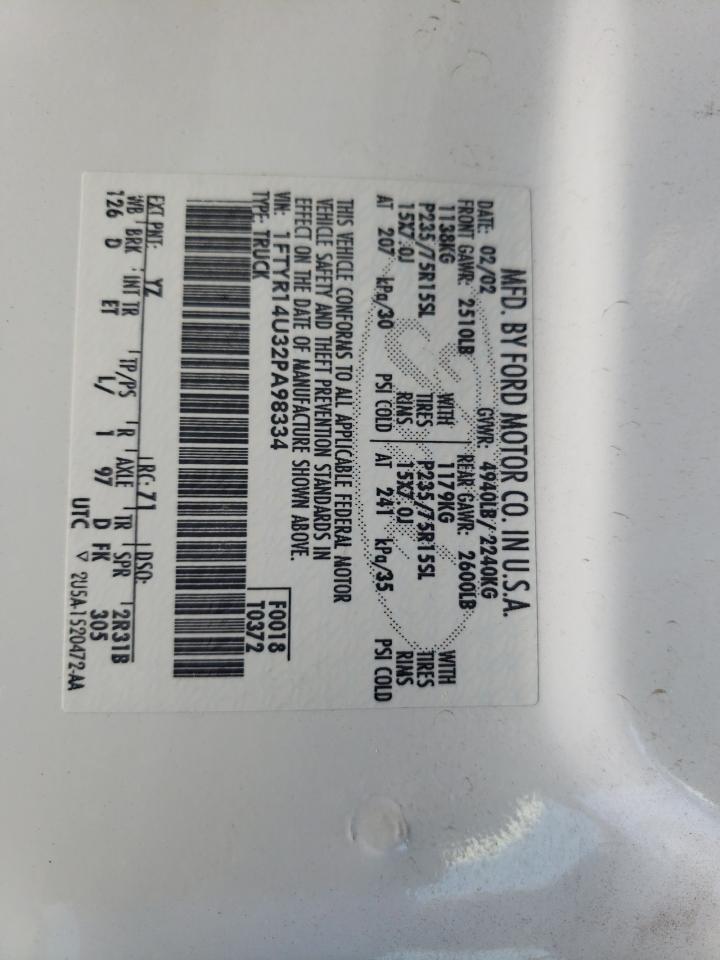 MFD. BY FORD MOTOR CO. IN U.S.A.
DATE: 02/02 GVWR: 4940LB/ 2240KG
FRONT GAWR: 2510LB REAR GAWR: 2600LB
1138KG WITH 1179KG WITH
P235/75R15SL TIRES P235/75R15SL TIRES
15X7.0J RIMS 15X7.0J RIMS
AT 207 kPa/30 PSI COLD AT 241 kPa/35 PSI COLD
THIS VEHICLE CONFORMS TO ALL APPLICABLE FEDERAL MOTOR
VEHICLE SAFETY AND THEFT PREVENTION STANDARDS IN
EFFECT ON THE DATE OF MANUFACTURE SHOWN ABOVE.
VIN: 1FTYR14U32PA98334 F0018
TYPE: TRUCK T0372
EXT PNT: YZ RC: Z1 DSO:
WB BRK INT TR TP/PS R AXLE TR SPR 2R31B
126 D ET L/ 1 97 D FK 305
UTC ▽ 2U5A-1520472-AA